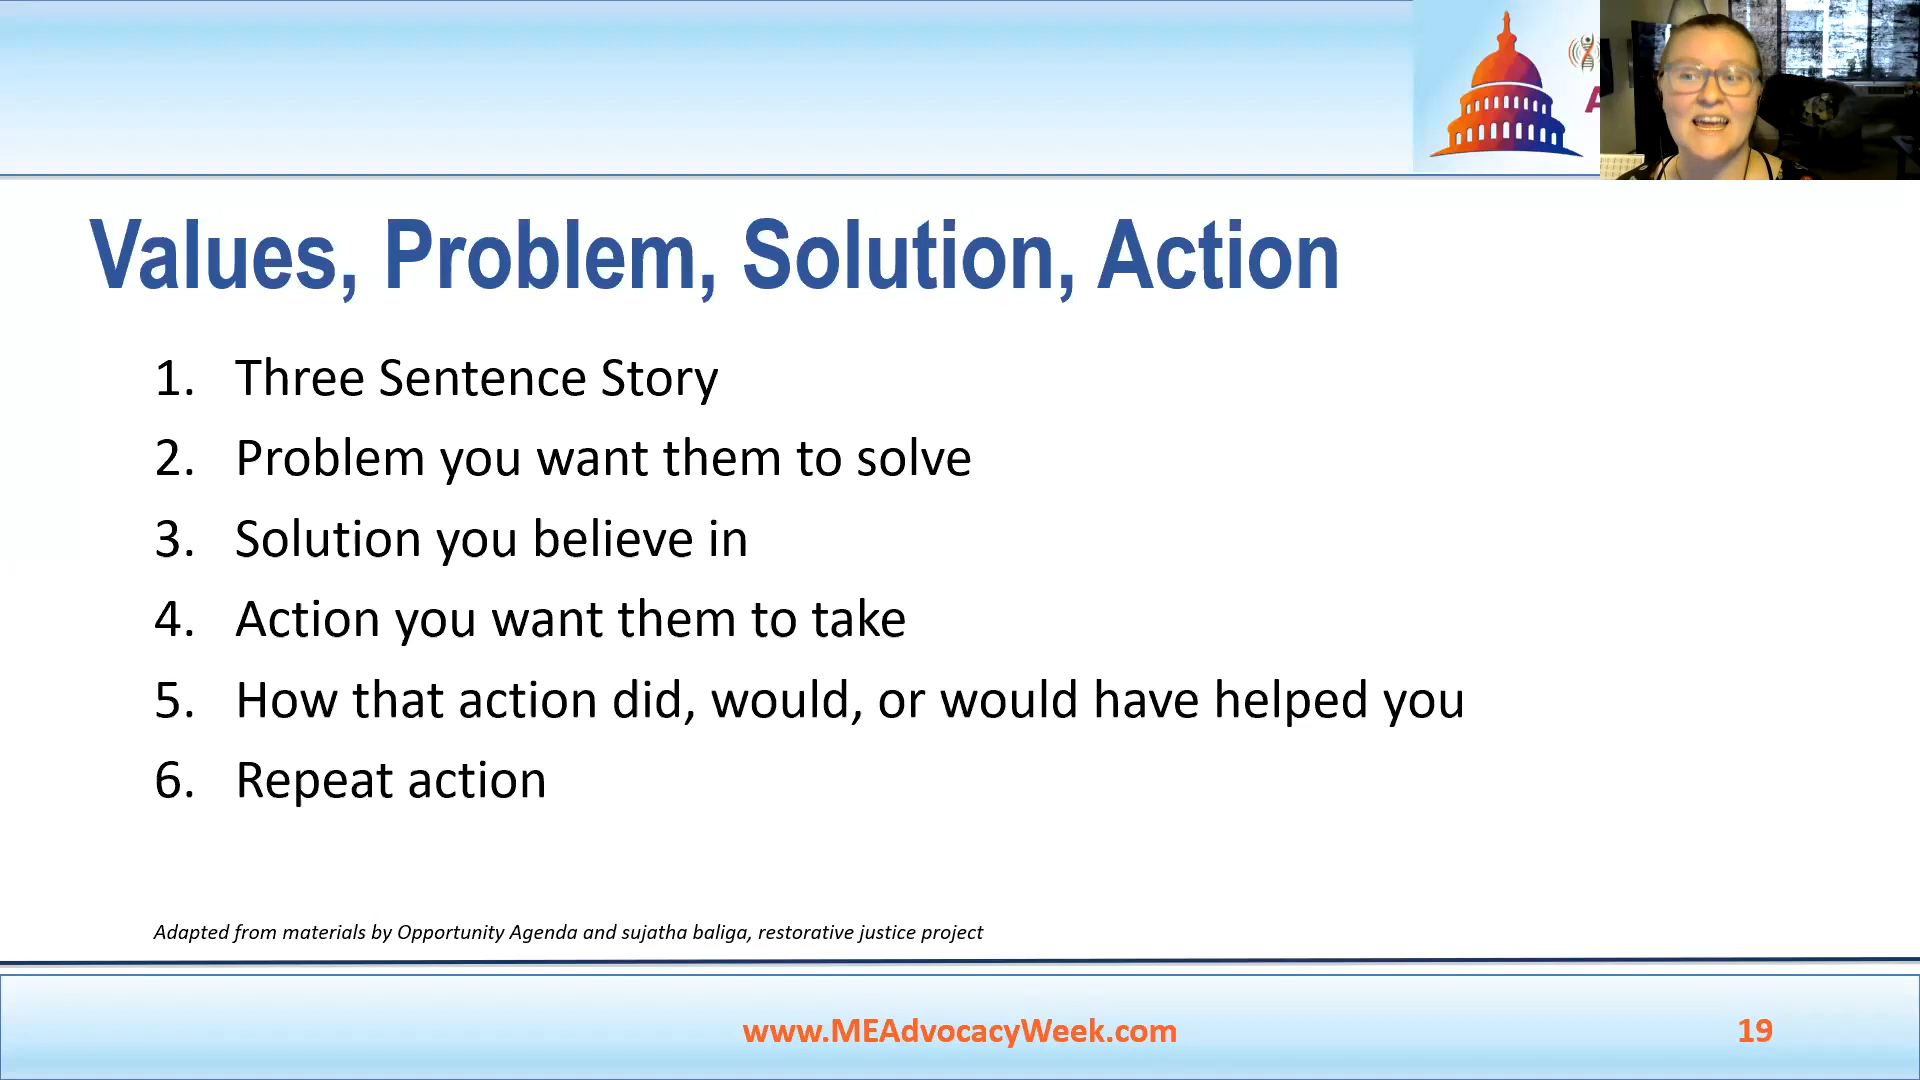 Values, Problem, Solution, Action
1. Three Sentence Story
2. Problem you want them to solve
3. Solution you believe in
4. Action you want them to take
5. How that action did, would, or would have helped you
6. Repeat action
Adapted from materials by Opportunity Agenda and sujatha baliga, restorative justice project
www.MEAdvocacyWeek.com
19